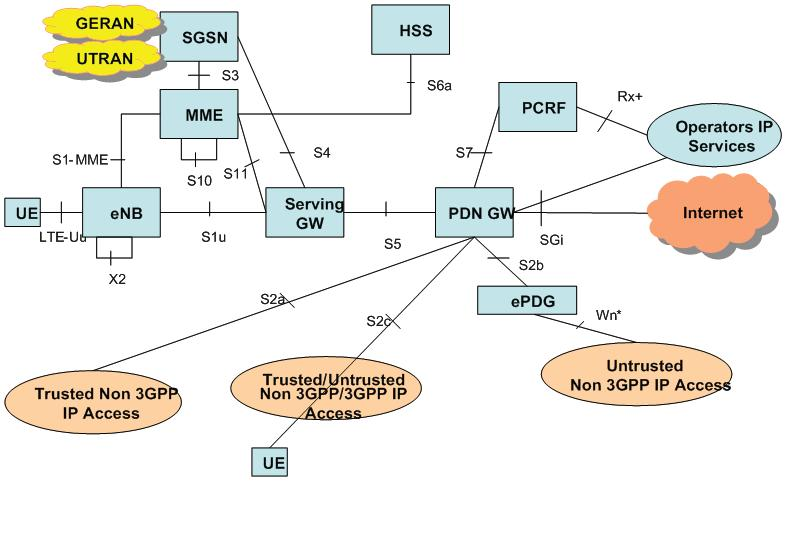 GERAN
SGSN
HSS
UTRAN
S3
S6a
Rx+
MME
PCRF
Operators IP
Services
S1-MME
S10
S11
S4
S7
UE
eNB
Serving
GW
PDN GW
Internet
LTE-Uu
S1u
S5
SGi
X2
S2b
S2a
S2c
ePDG
Wn*
Trusted Non 3GPP
IP Access
Trusted/Untrusted
Non 3GPP/3GPP IP
Access
Untrusted
Non 3GPP IP Access
UE